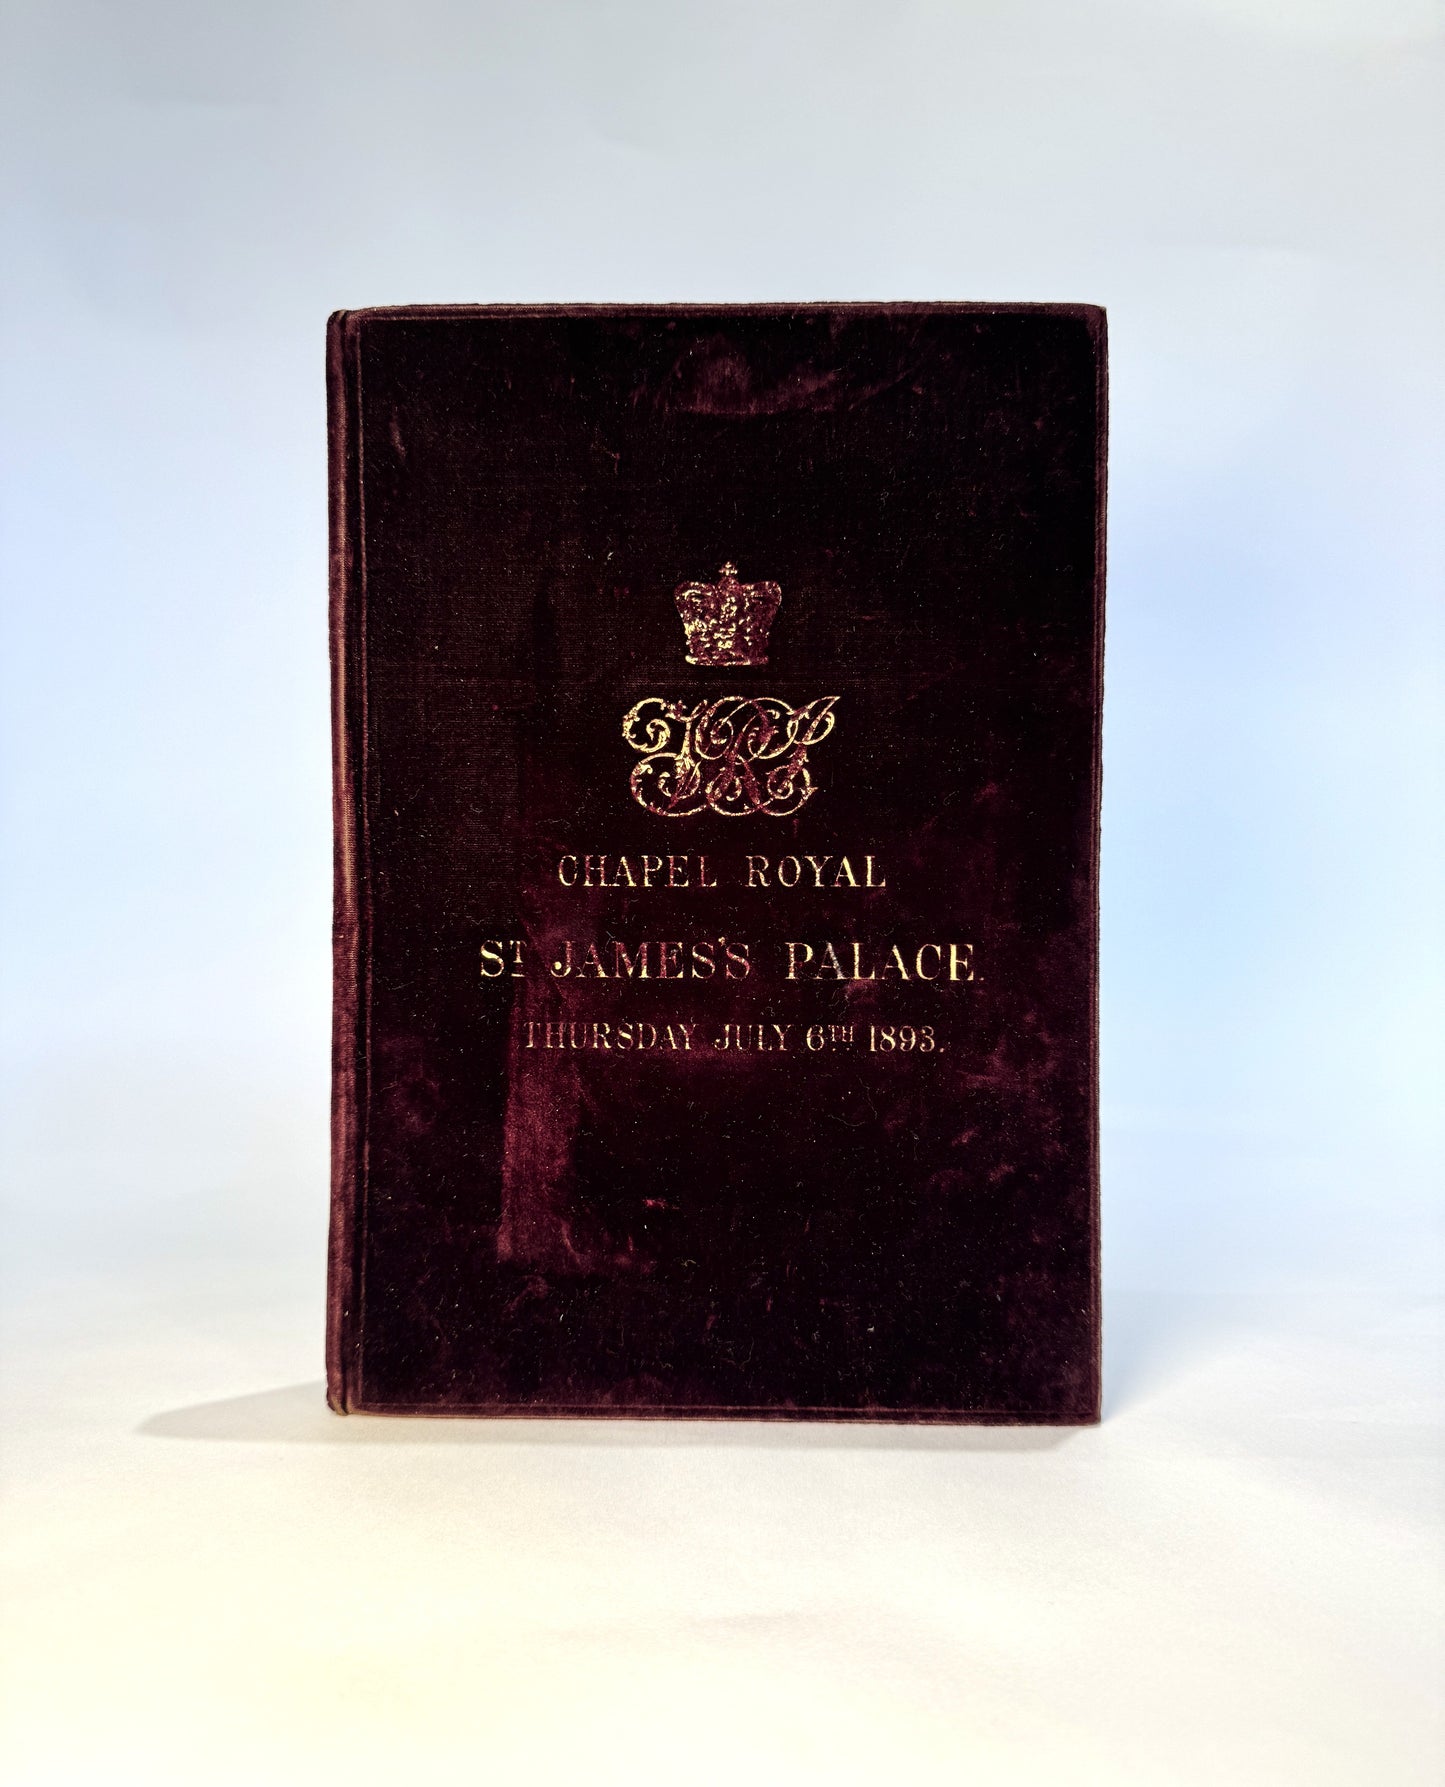 VRI
CHAPEL ROYAL
ST JAMES'S PALACE.
THURSDAY JULY 6TH 1893.